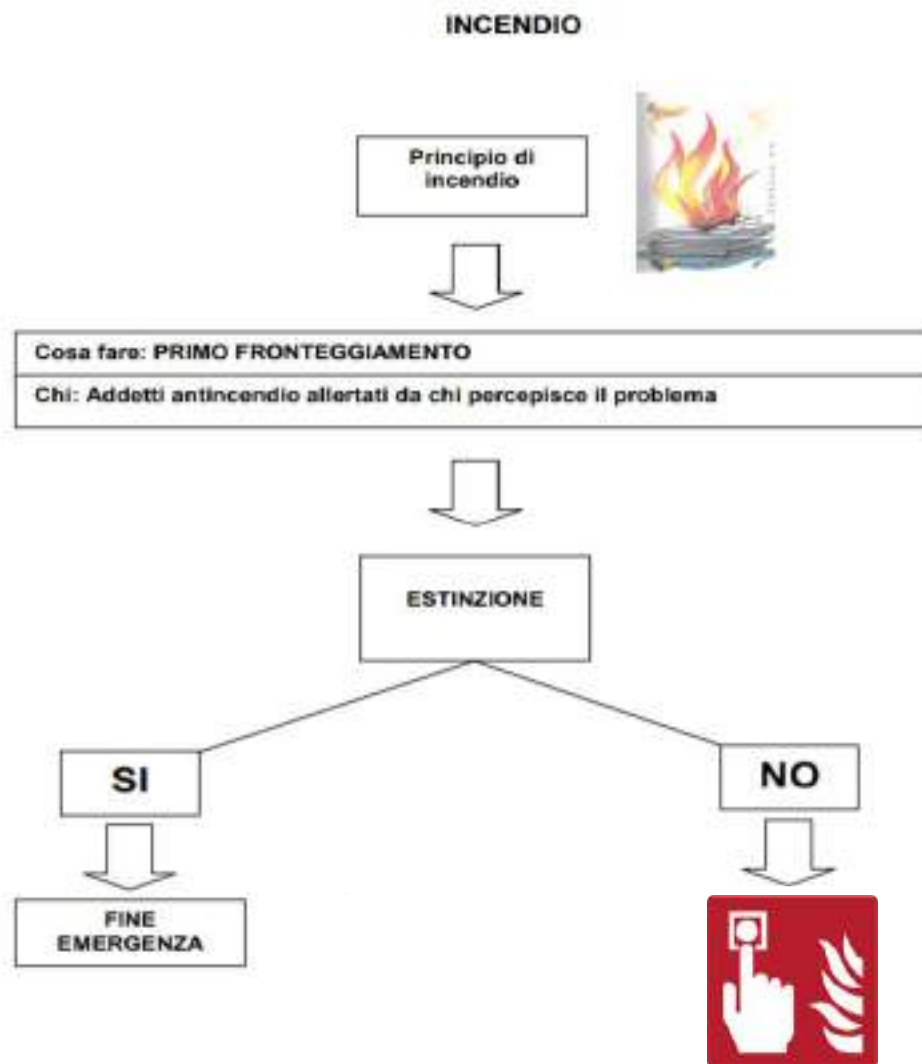 INCENDIO
Principio di
incendio
Cosa fare: PRIMO FRONTEGGIAMENTO
Chi: Addetti antincendio allertati da chi percepisce il problema
ESTINZIONE
SI
NO
FINE
EMERGENZA